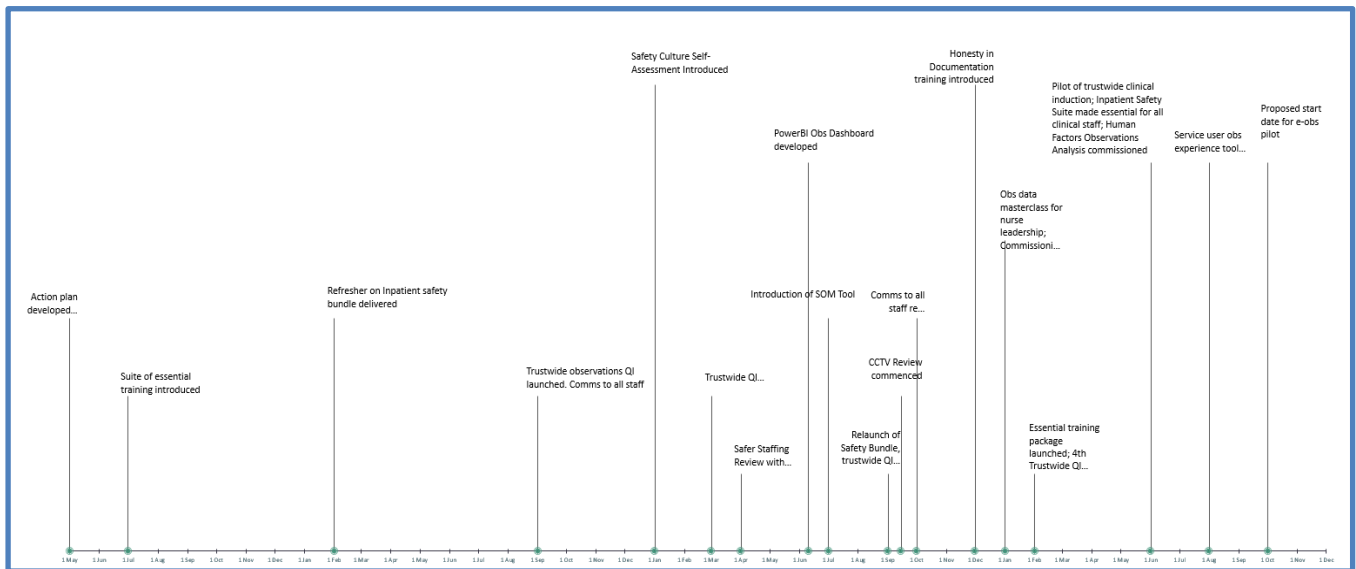 Safety Culture Self-
Assessment Introduced
Honesty in
Documentation
training introduced
Pilot of trustwide clinical
induction; Inpatient Safety
Suite made essential for all
clinical staff; Human
Factors Observations
Analysis commissioned
Proposed start
date for e-obs
pilot
PowerBI Obs Dashboard
developed
Service user obs
experience tool...
Obs data
masterclass for
nurse
leadership;
Commissioni...
Action plan
developed...
Refresher on Inpatient safety
bundle delivered
Introduction of SOM Tool
Comms to all
staff re...
Suite of essential
training introduced
Trustwide observations QI
launched. Comms to all staff
Trustwide QI...
CCTV Review
commenced
Safer Staffing
Review with...
Relaunch of
Safety Bundle,
trustwide QI...
Essential training
package
launched; 4th
Trustwide QI...
1 May 1 Jun 1 Jul 1 Aug 1 Sep 1 Oct 1 Nov 1 Dec 1 Jan 1 Feb 1 Mar 1 Apr 1 May 1 Jun 1 Jul 1 Aug 1 Sep 1 Oct 1 Nov 1 Dec 1 Jan 1 Feb 1 Mar 1 Apr 1 May 1 Jun 1 Jul 1 Aug 1 Sep 1 Oct 1 Nov 1 Dec 1 Jan 1 Feb 1 Mar 1 Apr 1 May 1 Jun 1 Jul 1 Aug 1 Sep 1 Oct 1 Nov 1 Dec